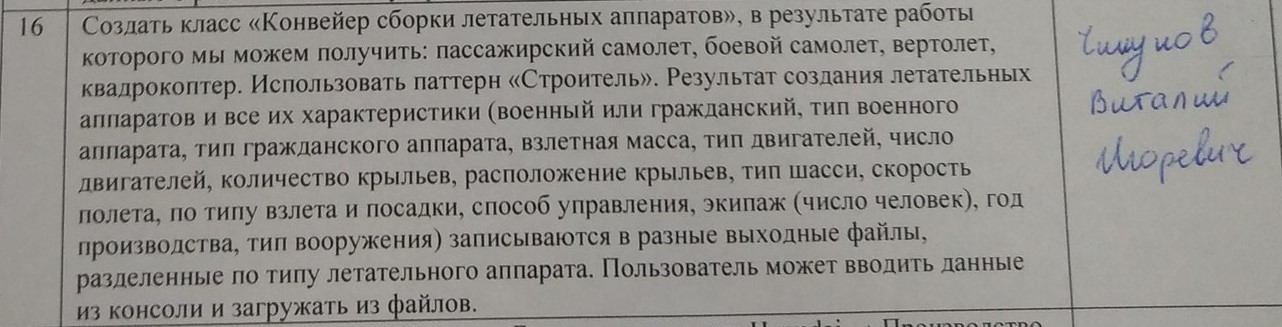 16
Создать класс «Конвейер сборки летательных аппаратов», в результате работы
которого мы можем получить: пассажирский самолет, боевой самолет, вертолет,
квадрокоптер. Использовать паттерн «Строитель». Результат создания летательных
аппаратов и все их характеристики (военный или гражданский, тип военного
аппарата, тип гражданского аппарата, взлетная масса, тип двигателей, число
двигателей, количество крыльев, расположение крыльев, тип шасси, скорость
полета, по типу взлета и посадки, способ управления, экипаж (число человек), год
производства, тип вооружения) записываются в разные выходные файлы,
разделенные по типу летательного аппарата. Пользователь может вводить данные
из консоли и загружать из файлов.
Виталий
Игоревич